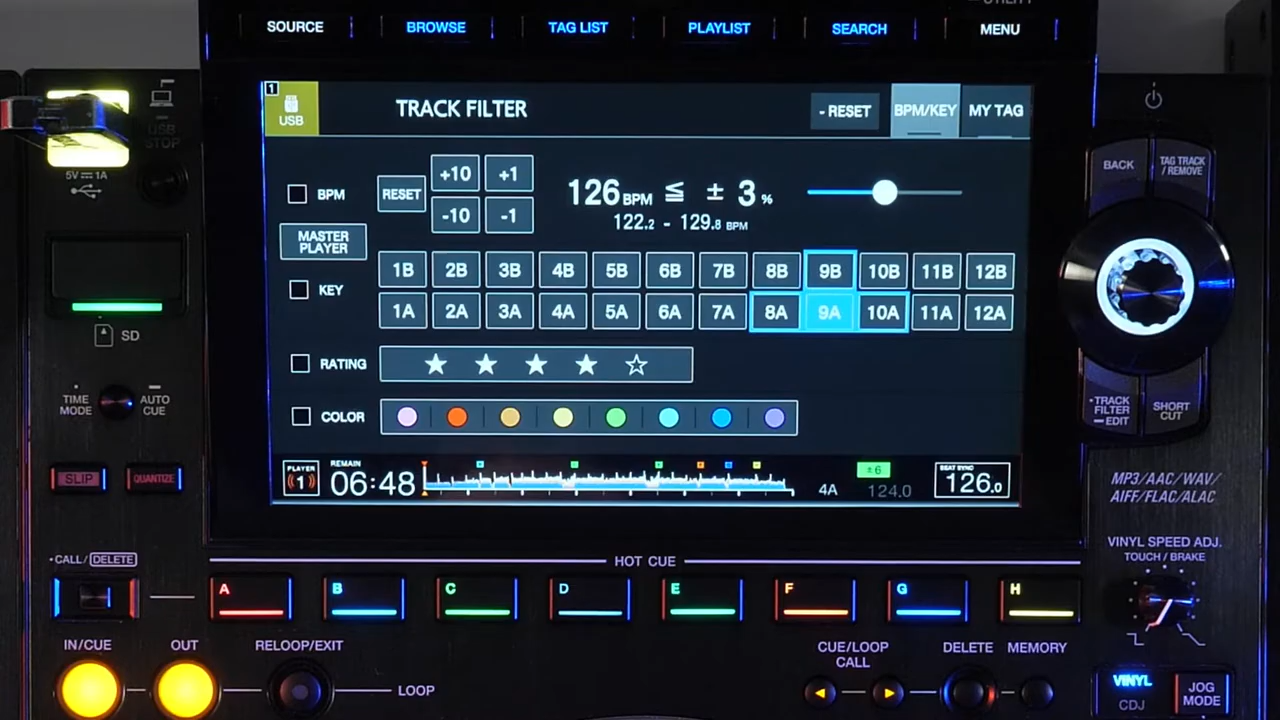 UTILITY
SOURCE
BROWSE
TAG LIST
PLAYLIST
SEARCH
MENU
1
USB
TRACK FILTER
- RESET
BPM/KEY
MY TAG
USB
STOP
5V 1A
BPM
RESET
+10
+1
-10
-1
126 BPM ≦ ± 3 %
122.2 - 129.8 BPM
MASTER
PLAYER
KEY
1B 2B 3B 4B 5B 6B 7B 8B 9B 10B 11B 12B
1A 2A 3A 4A 5A 6A 7A 8A 9A 10A 11A 12A
RATING
COLOR
SD
TIME
MODE
AUTO
CUE
SLIP
QUANTIZE
PLAYER
1
REMAIN
06:48
4A
±6
124.0
BEAT SYNC
126.0
BACK
TAG TRACK
/REMOVE
• TRACK
FILTER
— EDIT
SHORT
CUT
MP3/AAC/WAV/
AIFF/FLAC/ALAC
VINYL SPEED ADJ.
TOUCH / BRAKE
• CALL/DELETE
HOT CUE
A
B
C
D
E
F
G
H
IN/CUE
OUT
RELOOP/EXIT
LOOP
CUE/LOOP
CALL
DELETE
MEMORY
VINYL
CDJ
JOG
MODE